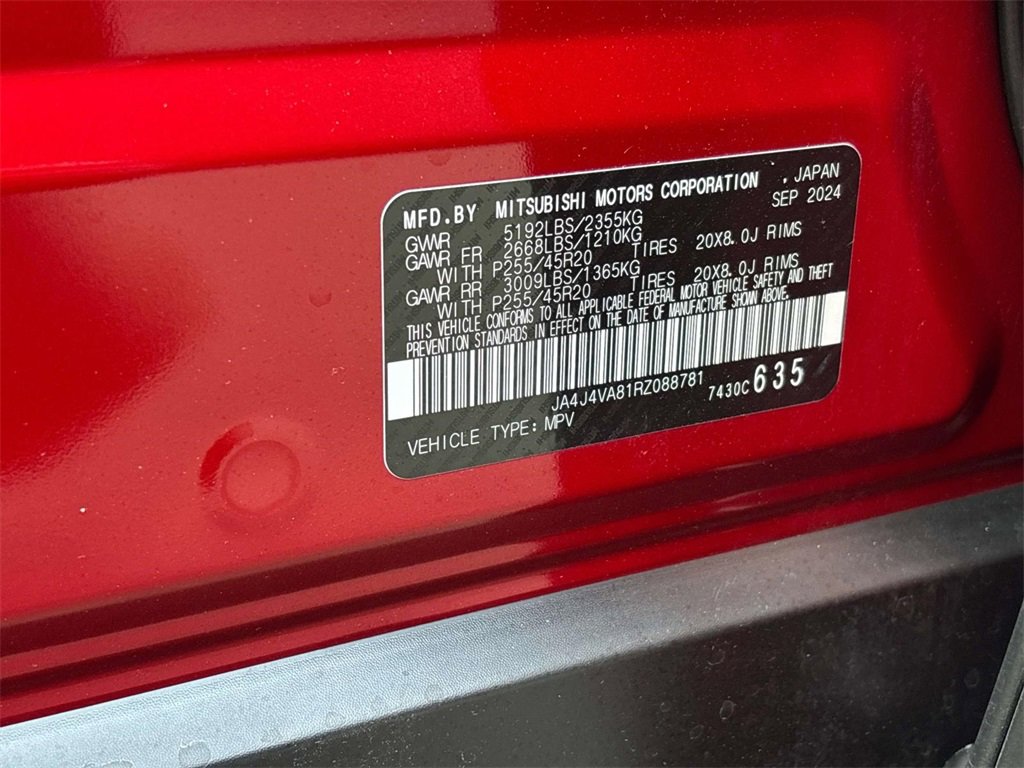 MFD.BY MITSUBISHI MOTORS CORPORATION . JAPAN
SEP 2024
GVWR 5192LBS/2355KG
GAWR FR 2668LBS/1210KG
WITH P255/45R20 TIRES 20X8.0J RIMS
GAWR RR 3009LBS/1365KG
WITH P255/45R20 TIRES 20X8.0J RIMS
THIS VEHICLE CONFORMS TO ALL APPLICABLE FEDERAL MOTOR VEHICLE SAFETY AND THEFT
PREVENTION STANDARDS IN EFFECT ON THE DATE OF MANUFACTURE SHOWN ABOVE.
JA4J4VA81RZ088781 7430C 635
VEHICLE TYPE: MPV